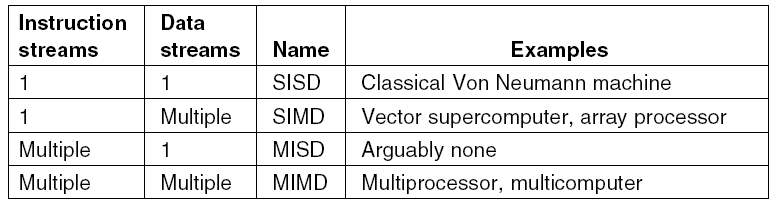 Instruction streams Data streams Name Examples
1 1 SISD Classical Von Neumann machine
1 Multiple SIMD Vector supercomputer, array processor
Multiple 1 MISD Arguably none
Multiple Multiple MIMD Multiprocessor, multicomputer